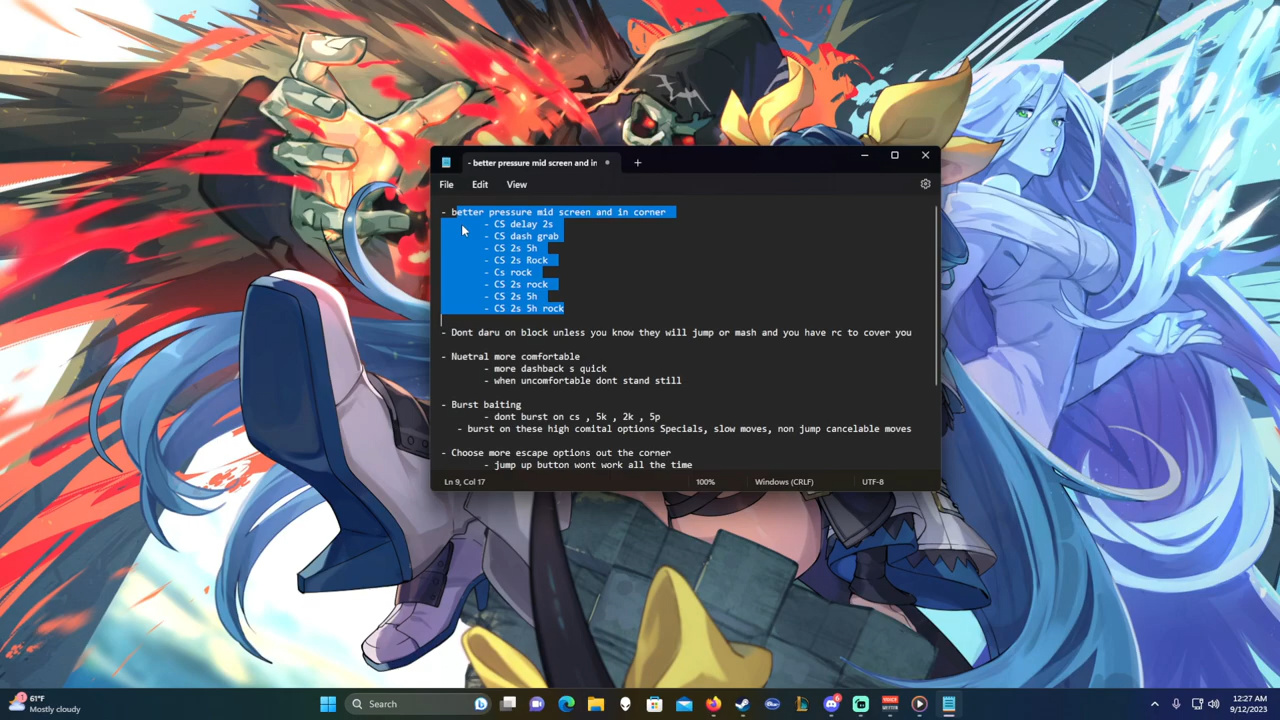 - better pressure mid screen and in
File Edit View
- better pressure mid screen and in corner
- CS delay 2s
- CS dash grab
- CS 2s 5h
- CS 2s Rock
- Cs rock
- CS 2s rock
- CS 2s 5h
- CS 2s 5h rock
- Dont daru on block unless you know they will jump or mash and you have rc to cover you
- Nuetral more comfortable
- more dashback s quick
- when uncomfortable dont stand still
- Burst baiting
- dont burst on cs , 5k , 2k , 5p
- burst on these high comital options Specials, slow moves, non jump cancelable moves
- Choose more escape options out the corner
- jump up button wont work all the time
Ln 9, Col 17 100% Windows (CRLF) UTF-8
61°F
Mostly cloudy
Search
12:27 AM
9/12/2023